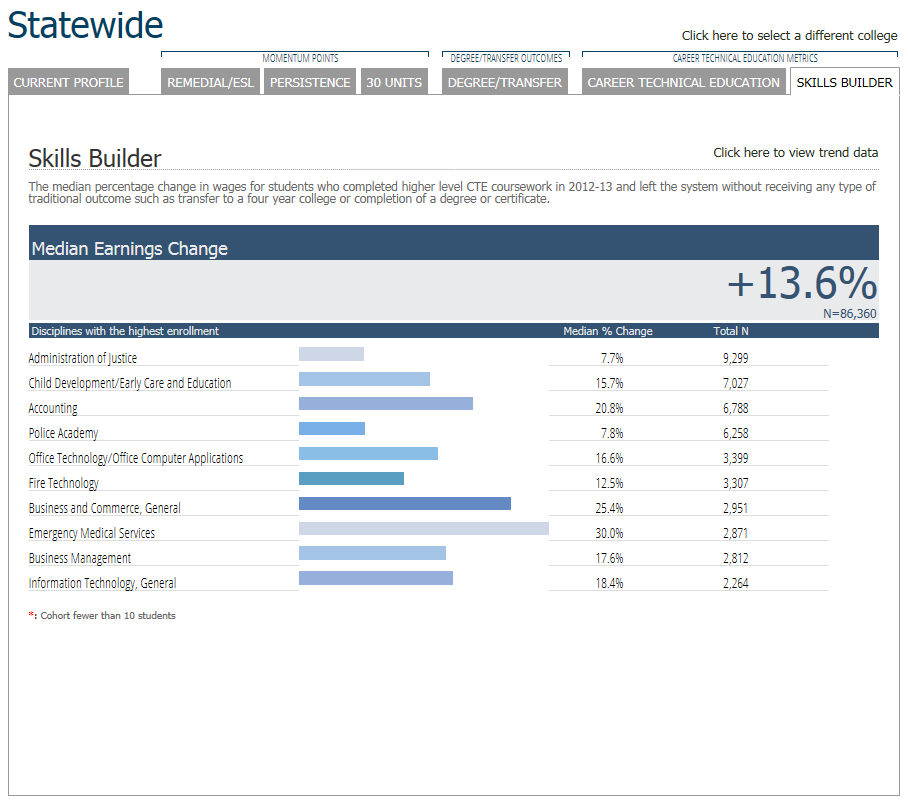 Statewide
Click here to select a different college
MOMENTUM POINTS
DEGREE/TRANSFER OUTCOMES
CAREER TECHNICAL EDUCATION METRICS
CURRENT PROFILE
REMEDIAL/ESL
PERSISTENCE
30 UNITS
DEGREE/TRANSFER
CAREER TECHNICAL EDUCATION
SKILLS BUILDER
Skills Builder
Click here to view trend data
The median percentage change in wages for students who completed higher level CTE coursework in 2012-13 and left the system without receiving any type of
traditional outcome such as transfer to a four year college or completion of a degree or certificate.
Median Earnings Change
+13.6%
N=86,360
Disciplines with the highest enrollment Median % Change Total N
Administration of Justice 7.7% 9,299
Child Development/Early Care and Education 15.7% 7,027
Accounting 20.8% 6,788
Police Academy 7.8% 6,258
Office Technology/Office Computer Applications 16.6% 3,399
Fire Technology 12.5% 3,307
Business and Commerce, General 25.4% 2,951
Emergency Medical Services 30.0% 2,871
Business Management 17.6% 2,812
Information Technology, General 18.4% 2,264
*: Cohort fewer than 10 students